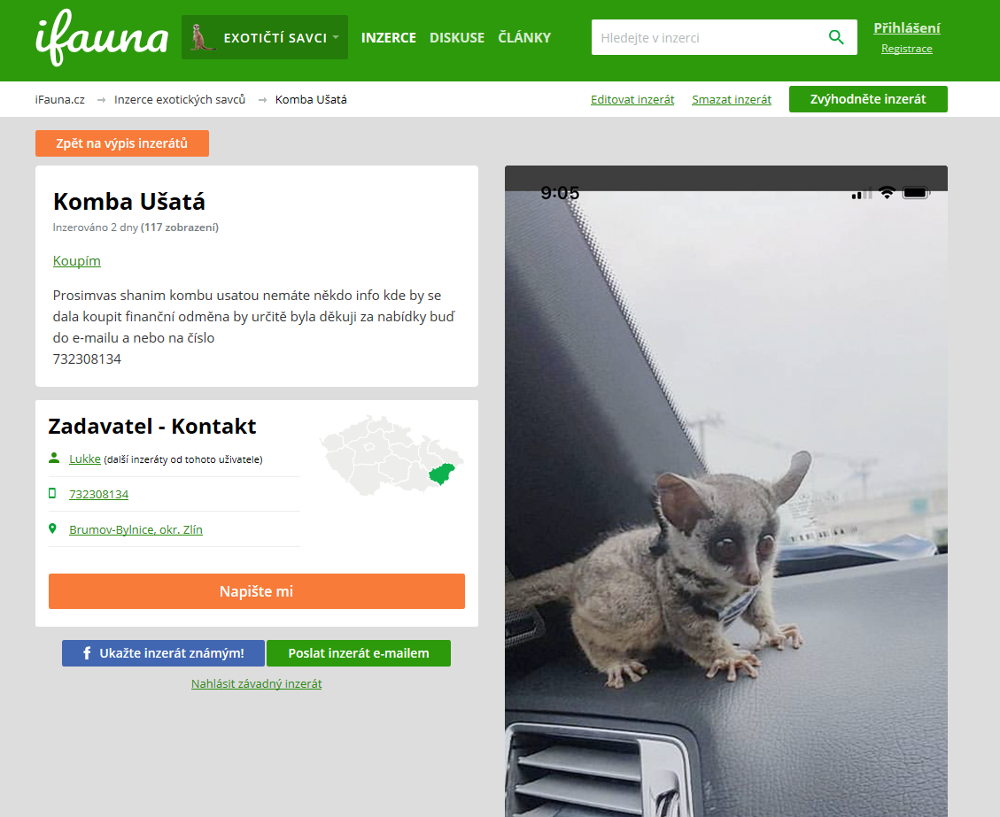 ifauna
EXOTIČTÍ SAVCI
INZERCE DISKUSE ČLÁNKY
Hledejte v inzerci
Přihlášení
Registrace
iFauna.cz → Inzerce exotických savců → Komba Ušatá
Editovat inzerát Smazat inzerát Zvýhodněte inzerát
Zpět na výpis inzerátů
Komba Ušatá
Inzerováno 2 dny (117 zobrazení)
Koupím
Prosimvas shanim kombu usatou nemáte někdo info kde by se
dala koupit finanční odměna by určitě byla děkuji za nabídky buď
do e-mailu a nebo na číslo
732308134
Zadavatel - Kontakt
Lukke (další inzeráty od tohoto uživatele)
732308134
Brumov-Bylnice, okr. Zlín
Napište mi
f Ukažte inzerát známým! Poslat inzerát e-mailem
Nahlásit závadný inzerát
9:05